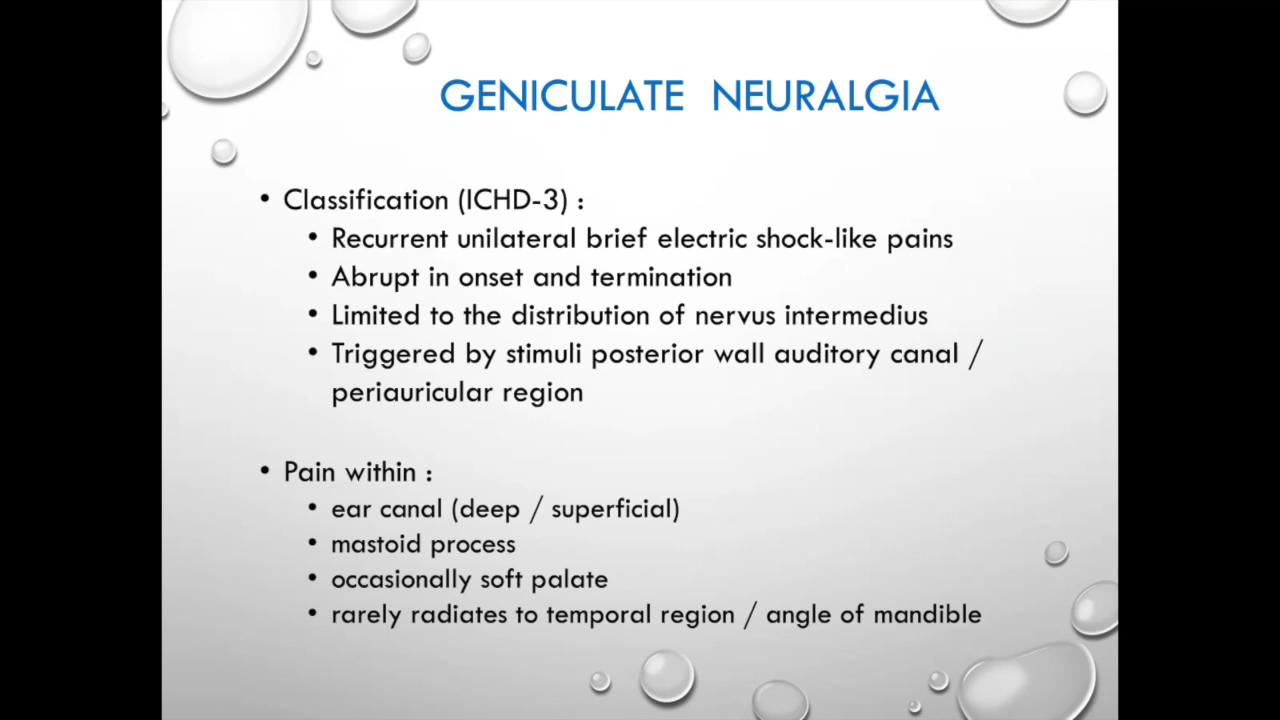 GENICULATE NEURALGIA
• Classification (ICHD-3) :
• Recurrent unilateral brief electric shock-like pains
• Abrupt in onset and termination
• Limited to the distribution of nervus intermedius
• Triggered by stimuli posterior wall auditory canal /
periauricular region
• Pain within :
• ear canal (deep / superficial)
• mastoid process
• occasionally soft palate
• rarely radiates to temporal region / angle of mandible